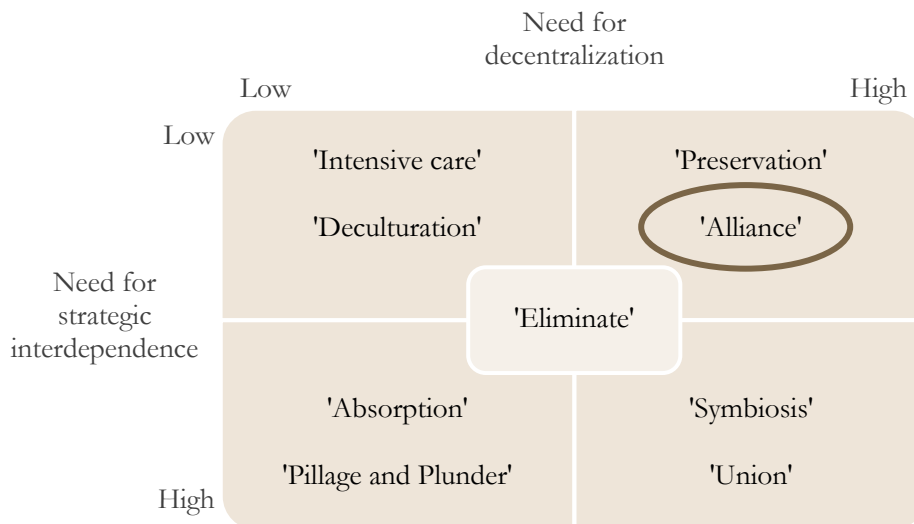 Need for
decentralization
Low
High
Low
'Intensive care'
'Preservation'
'Deculturation'
'Alliance'
Need for
strategic
interdependence
'Eliminate'
'Absorption'
'Symbiosis'
'Pillage and Plunder'
'Union'
High